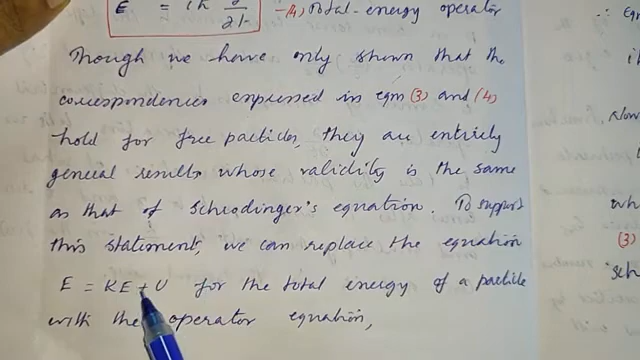 E = iħ ∂/∂t —(4) Total-energy operator
Though we have only shown that the
correspondences expressed in eqn (3) and (4)
hold for free particles, they are entirely
general results whose validity is the same
as that of Schrodinger's equation. To support
this statement, we can replace the equation
E = KE + U for the total energy of a particle
with the operator equation,
(3)